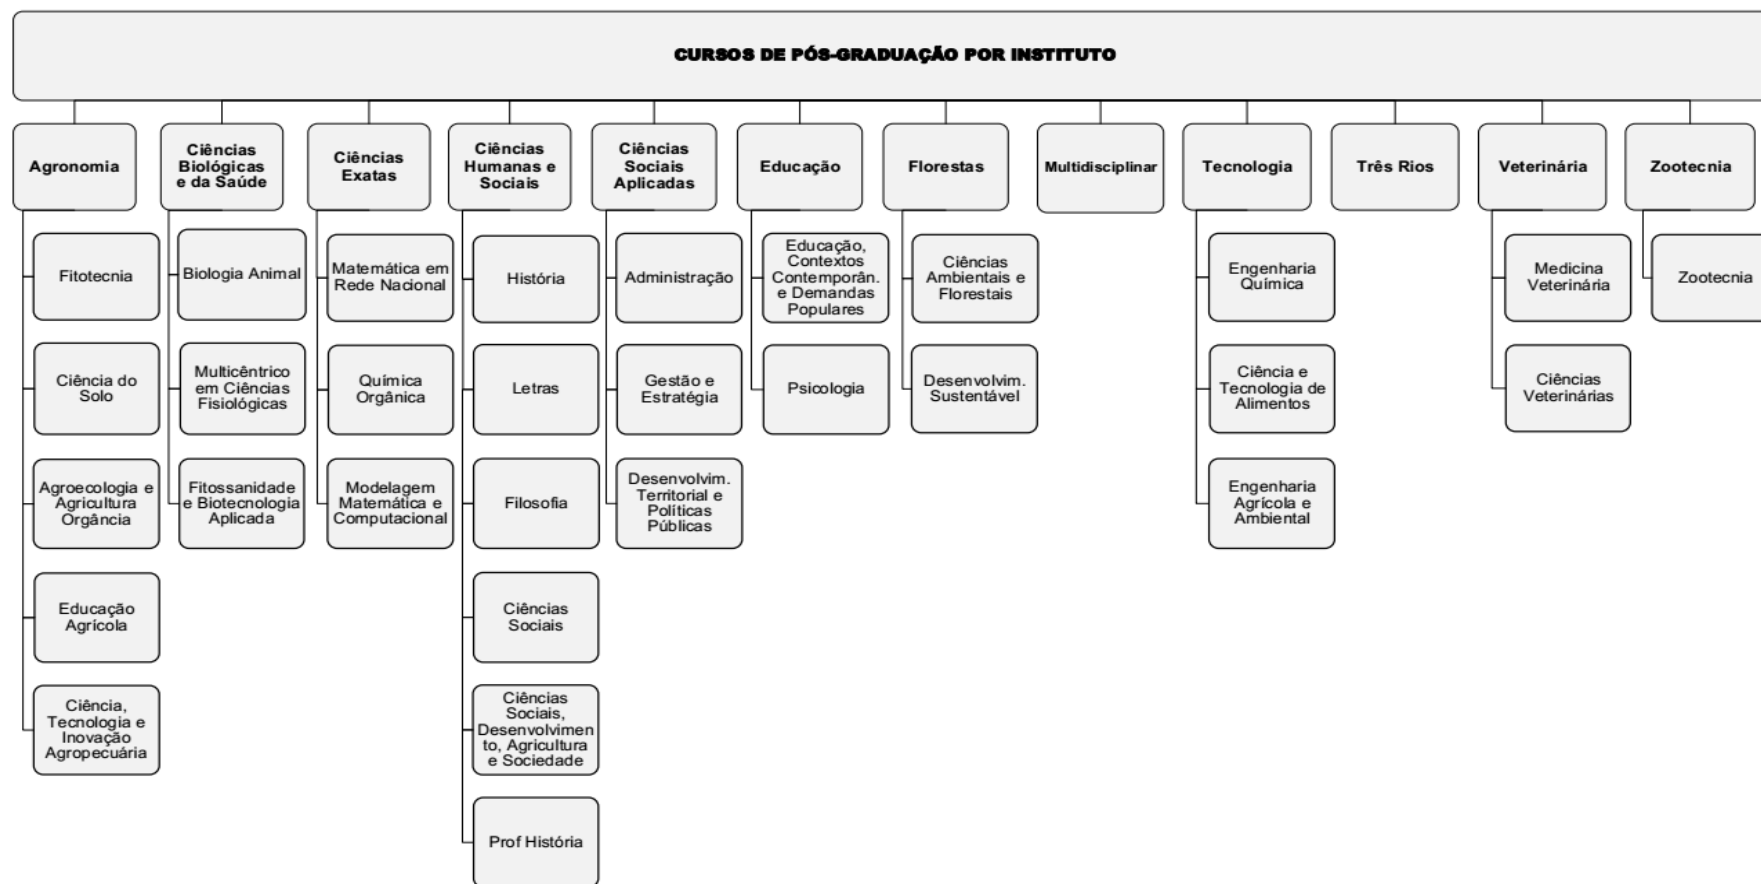 CURSOS DE PÓS-GRADUAÇÃO POR INSTITUTO
Agronomia
Ciências
Biológicas
e da Saúde
Ciências
Exatas
Ciências
Humanas e
Sociais
Ciências
Sociais
Aplicadas
Educação
Florestas
Multidisciplinar
Tecnologia
Três Rios
Veterinária
Zootecnia
Fitotecnia
Ciência do
Solo
Agroecologia e
Agricultura
Orgância
Educação
Agrícola
Ciência,
Tecnologia e
Inovação
Agropecuária
Biologia Animal
Multicêntrico
em Ciências
Fisiológicas
Fitossanidade
e Biotecnologia
Aplicada
Matemática em
Rede Nacional
Química
Orgânica
Modelagem
Matemática e
Computacional
História
Letras
Filosofia
Ciências
Sociais
Ciências
Sociais,
Desenvolvimen
to, Agricultura
e Sociedade
Prof História
Administração
Gestão e
Estratégia
Desenvolvim.
Territorial e
Políticas
Públicas
Educação,
Contextos
Contemporân.
e Demandas
Populares
Psicologia
Ciências
Ambientais e
Florestais
Desenvolvim.
Sustentável
Engenharia
Química
Ciência e
Tecnologia de
Alimentos
Engenharia
Agrícola e
Ambiental
Medicina
Veterinária
Ciências
Veterinárias
Zootecnia